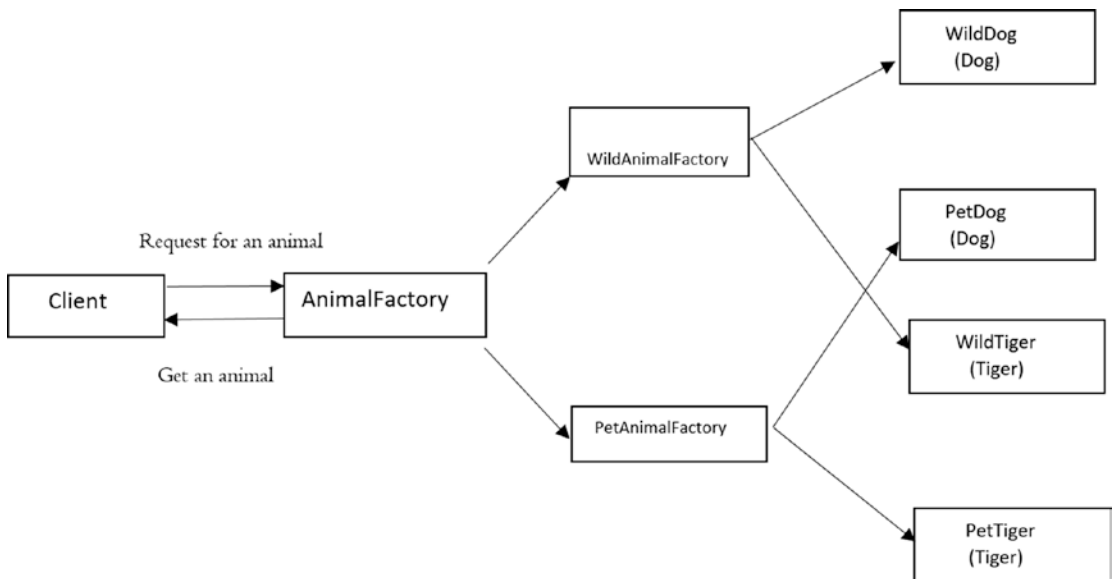 WildDog
(Dog)
WildAnimalFactory
PetDog
(Dog)
Request for an animal
Client
AnimalFactory
WildTiger
(Tiger)
Get an animal
PetAnimalFactory
PetTiger
(Tiger)